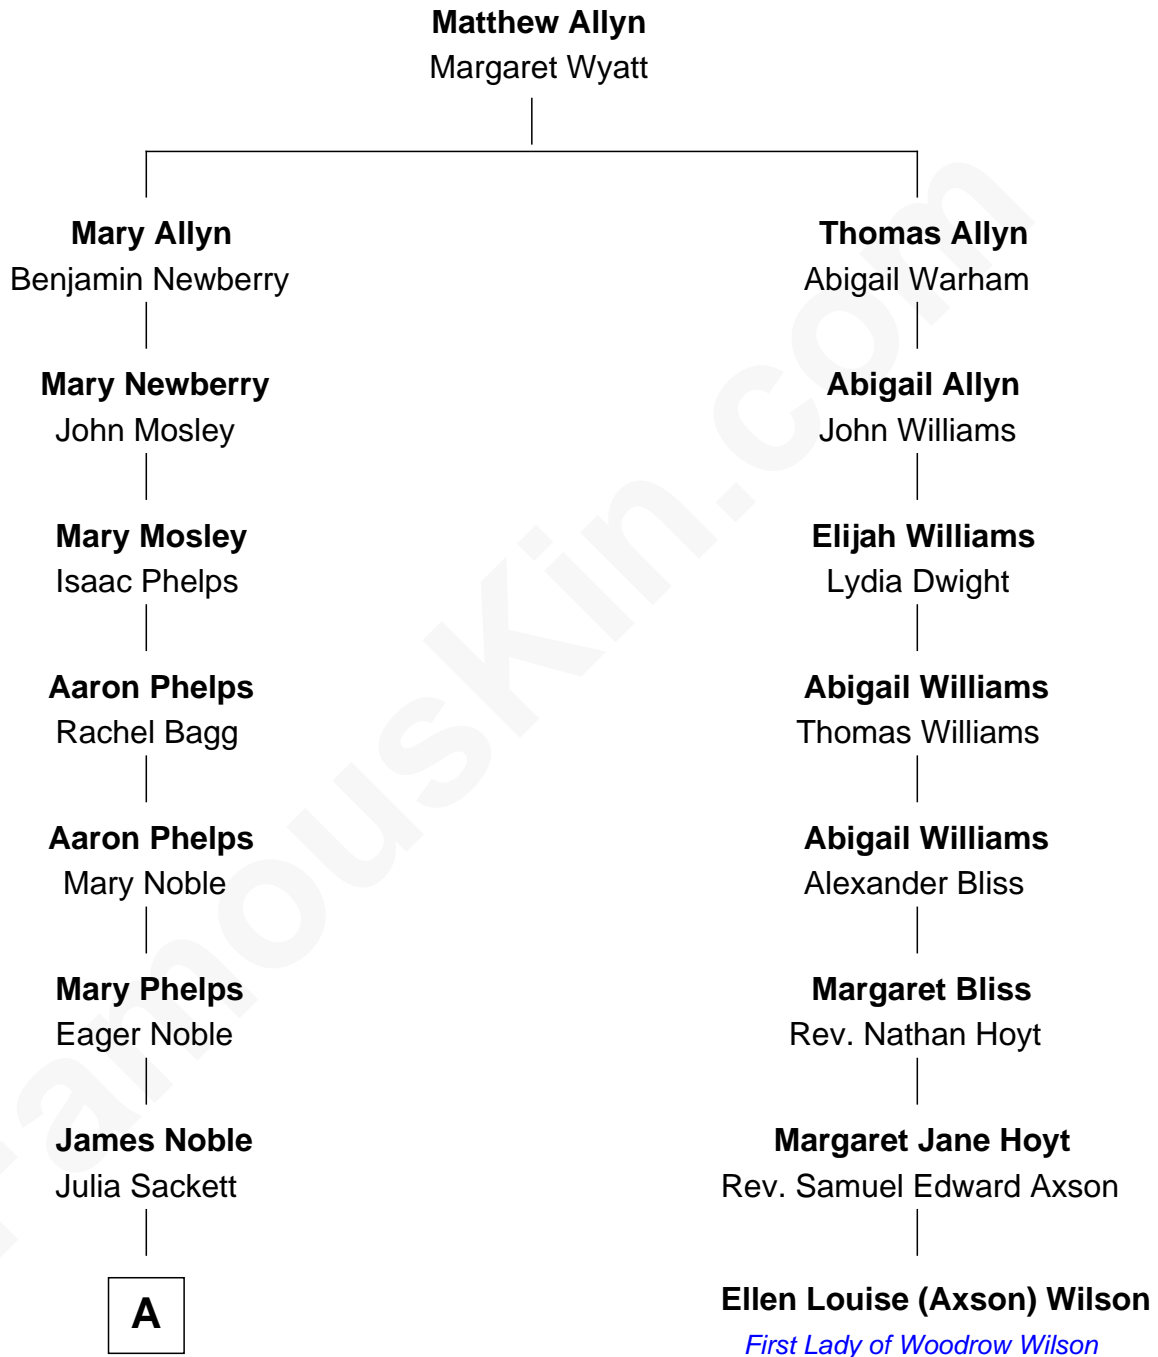 Matthew Allyn
Margaret Wyatt
Mary Allyn
Benjamin Newberry
Thomas Allyn
Abigail Warham
Mary Newberry
John Mosley
Abigail Allyn
John Williams
Mary Mosley
Isaac Phelps
Elijah Williams
Lydia Dwight
Aaron Phelps
Rachel Bagg
Abigail Williams
Thomas Williams
Aaron Phelps
Mary Noble
Abigail Williams
Alexander Bliss
Mary Phelps
Eager Noble
Margaret Bliss
Rev. Nathan Hoyt
James Noble
Julia Sackett
Margaret Jane Hoyt
Rev. Samuel Edward Axson
A
Ellen Louise (Axson) Wilson
First Lady of Woodrow Wilson
FamousKin.com